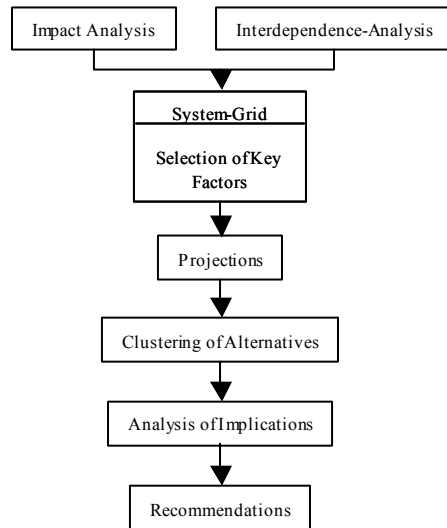 Impact Analysis
Interdependence-Analysis
System-Grid
Selection of Key
Factors
Projections
Clustering of Alternatives
Analysis of Implications
Recommendations